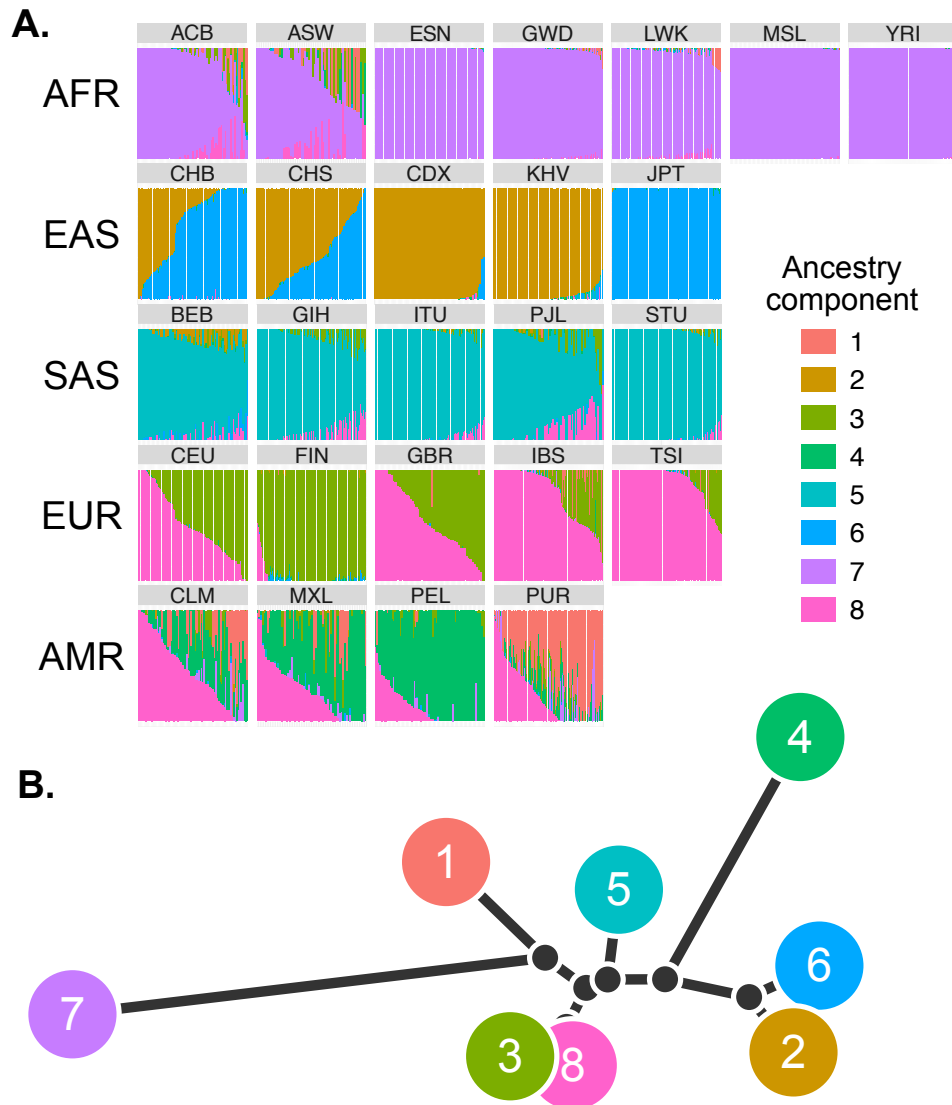 A.
ACB ASW ESN GWD LWK MSL YRI
AFR
CHB CHS CDX KHV JPT
EAS
BEB GIH ITU PJL STU
SAS
CEU FIN GBR IBS TSI
EUR
CLM MXL PEL PUR
AMR
Ancestry
component
1
2
3
4
5
6
7
8
B.
4
1
5
6
7
3
8
2